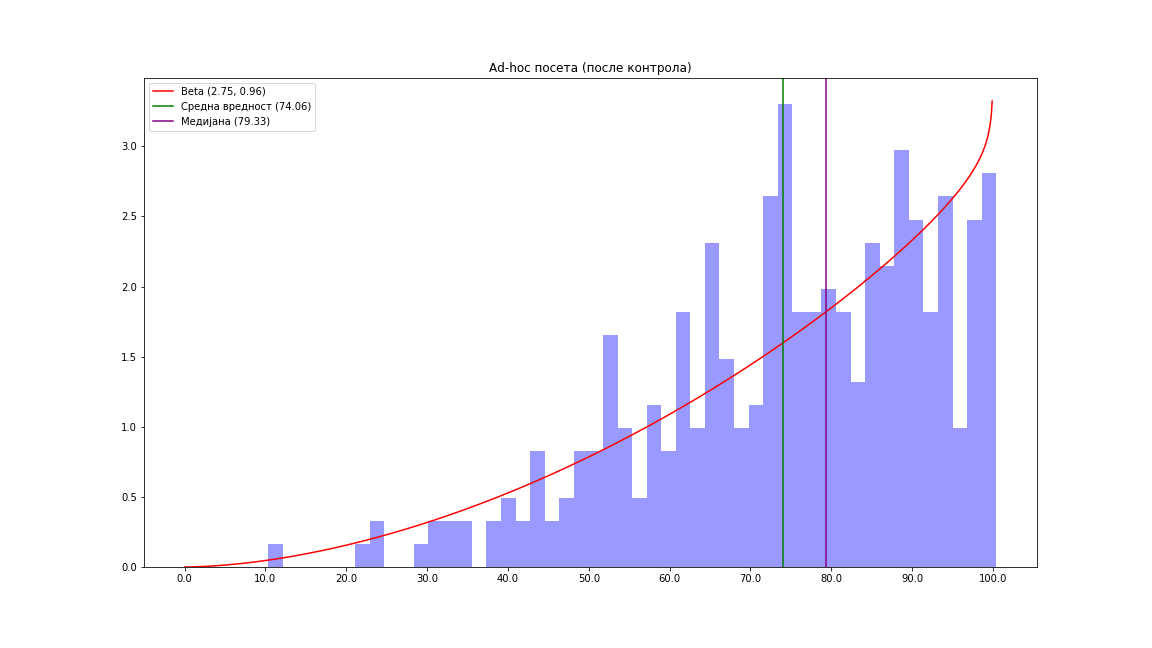 Ad-hoc посета (после контрола)
Beta (2.75, 0.96)
Средна вредност (74.06)
Медијана (79.33)
3.0
2.5
2.0
1.5
1.0
0.5
0.0
0.0 10.0 20.0 30.0 40.0 50.0 60.0 70.0 80.0 90.0 100.0